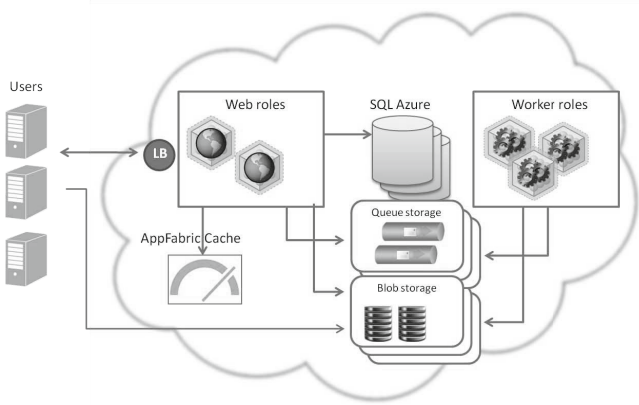 Users
LB
Web roles
SQL Azure
Worker roles
Queue storage
AppFabric Cache
Blob storage